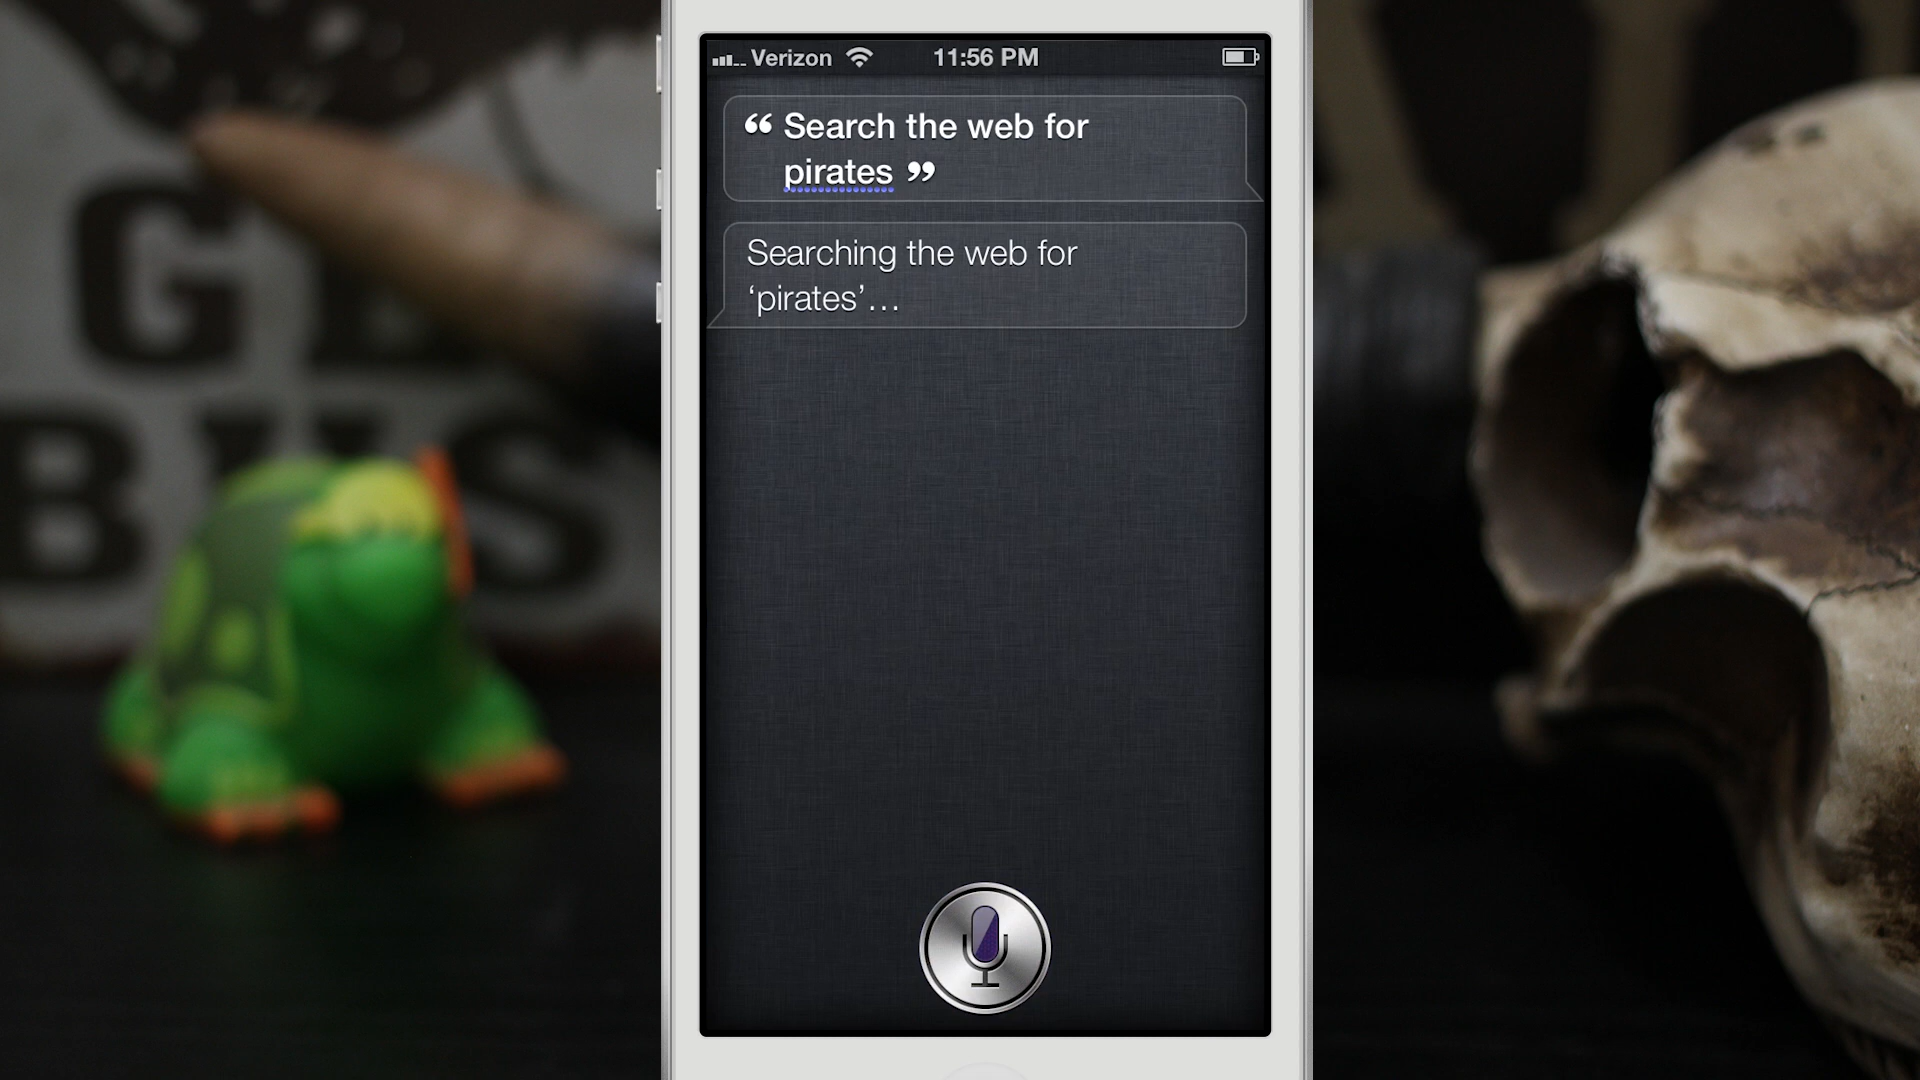 Verizon 11:56 PM
“ Search the web for
pirates ”
Searching the web for
‘pirates’...